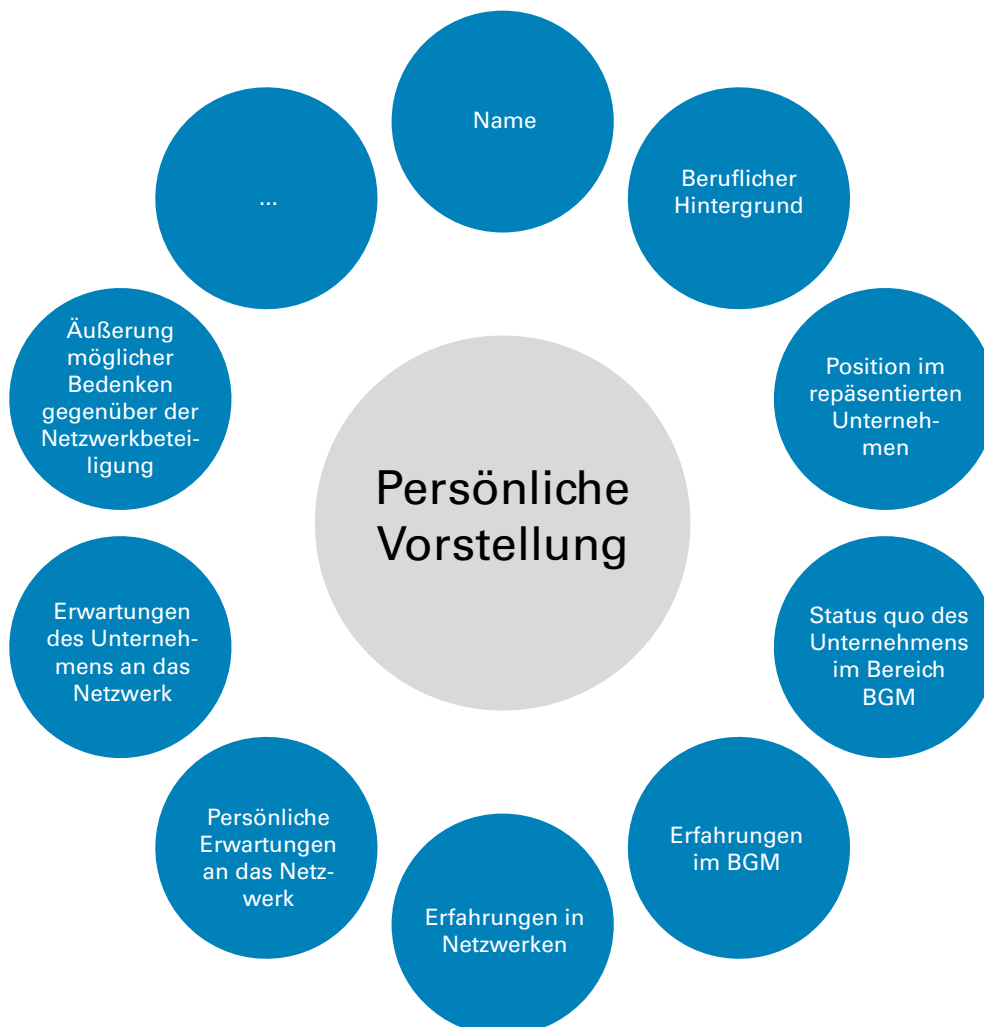 Name
Beruflicher
Hintergrund
Position im
repäsentierten
Unterneh-
men
Status quo des
Unternehmens
im Bereich
BGM
Erfahrungen
im BGM
Erfahrungen in
Netzwerken
Persönliche
Erwartungen
an das Netz-
werk
Erwartungen
des Unterneh-
mens an das
Netzwerk
Äußerung
möglicher
Bedenken
gegenüber der
Netzwerkbetei-
ligung
...
Persönliche
Vorstellung